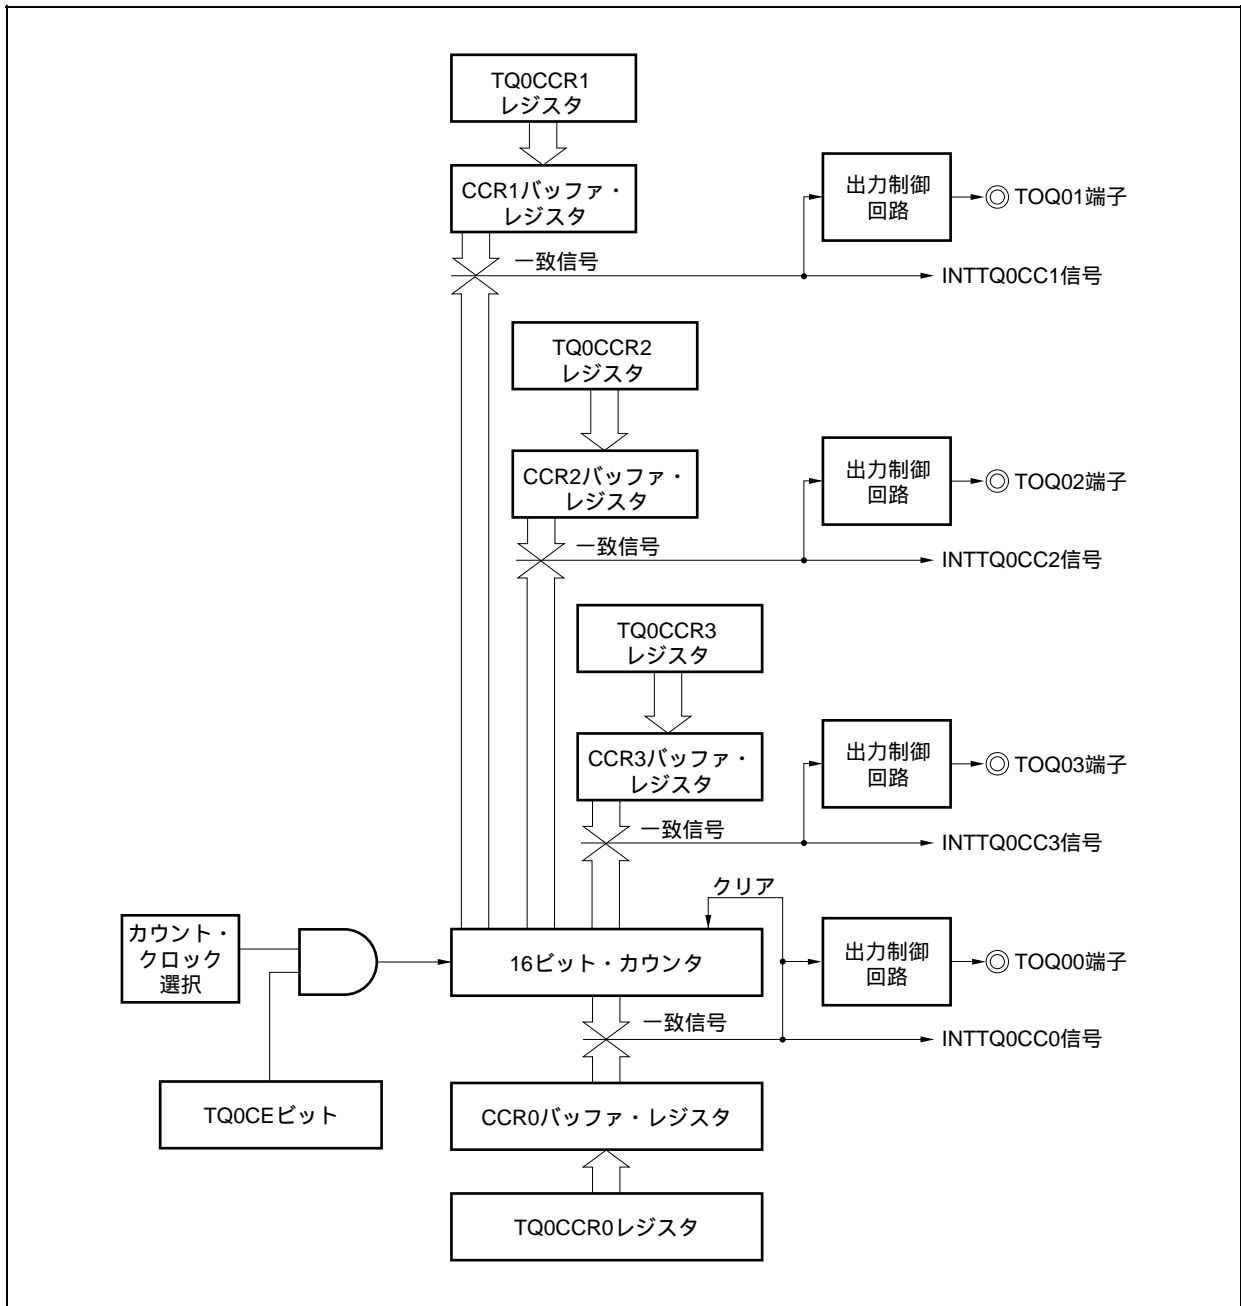 TQ0CCR1
レジスタ
CCR1バッファ・
レジスタ
出力制御
回路
TOQ01端子
一致信号
INTTQ0CC1信号
TQ0CCR2
レジスタ
CCR2バッファ・
レジスタ
出力制御
回路
TOQ02端子
一致信号
INTTQ0CC2信号
TQ0CCR3
レジスタ
CCR3バッファ・
レジスタ
出力制御
回路
TOQ03端子
一致信号
INTTQ0CC3信号
クリア
カウント・
クロック
選択
16ビット・カウンタ
出力制御
回路
TOQ00端子
一致信号
INTTQ0CC0信号
TQ0CEビット
CCR0バッファ・レジスタ
TQ0CCR0レジスタ